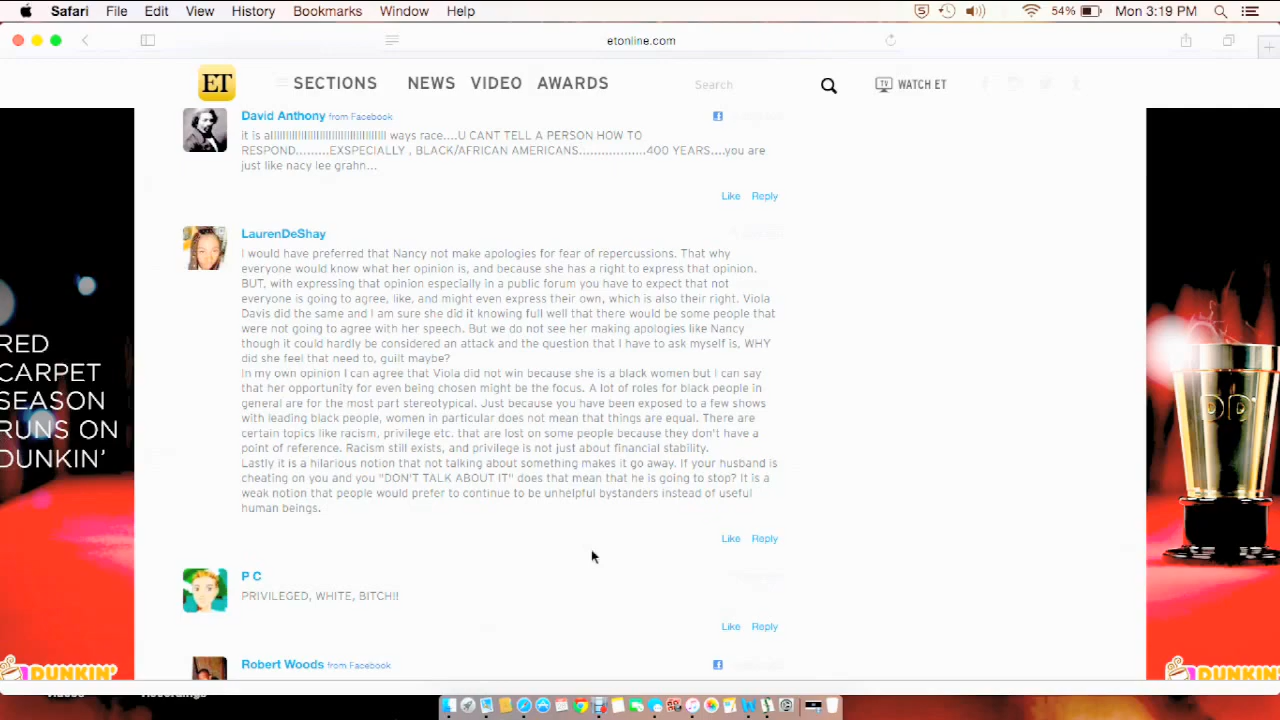 Safari File Edit View History Bookmarks Window Help 54% Mon 3:19 PM
etonline.com
ET SECTIONS NEWS VIDEO AWARDS Search WATCH ET
David Anthony from Facebook
it is allllllllllllllllllllllllllllllllllllll ways race....U CANT TELL A PERSON HOW TO
RESPOND.........EXSPECIALLY , BLACK/AFRICAN AMERICANS.................400 YEARS....you are
just like nacy lee grahn...
Like Reply
LaurenDeShay
I would have preferred that Nancy not make apologies for fear of repercussions. That why
everyone would know what her opinion is, and because she has a right to express that opinion.
BUT, with expressing that opinion especially in a public forum you have to expect that not
everyone is going to agree, like, and might even express their own, which is also their right. Viola
Davis did the same and I am sure she did it knowing full well that there would be some people that
were not going to agree with her speech. But we do not see her making apologies like Nancy
though it could hardly be considered an attack and the question that I have to ask myself is, WHY
did she feel that need to, guilt maybe?
In my own opinion I can agree that Viola did not win because she is a black women but I can say
that her opportunity for even being chosen might be the focus. A lot of roles for black people in
general are for the most part stereotypical. Just because you have been exposed to a few shows
with leading black people, women in particular does not mean that things are equal. There are
certain topics like racism, privilege etc. that are lost on some people because they don't have a
point of reference. Racism still exists, and privilege is not just about financial stability.
Lastly it is a hilarious notion that not talking about something makes it go away. If your husband is
cheating on you and you "DON'T TALK ABOUT IT" does that mean that he is going to stop? It is a
weak notion that people would prefer to continue to be unhelpful bystanders instead of useful
human beings.
Like Reply
P C
PRIVILEGED, WHITE, BITCH!!
Like Reply
Robert Woods from Facebook
RED
CARPET
SEASON
RUNS ON
DUNKIN'
DUNKIN'
DD
DUNKIN'